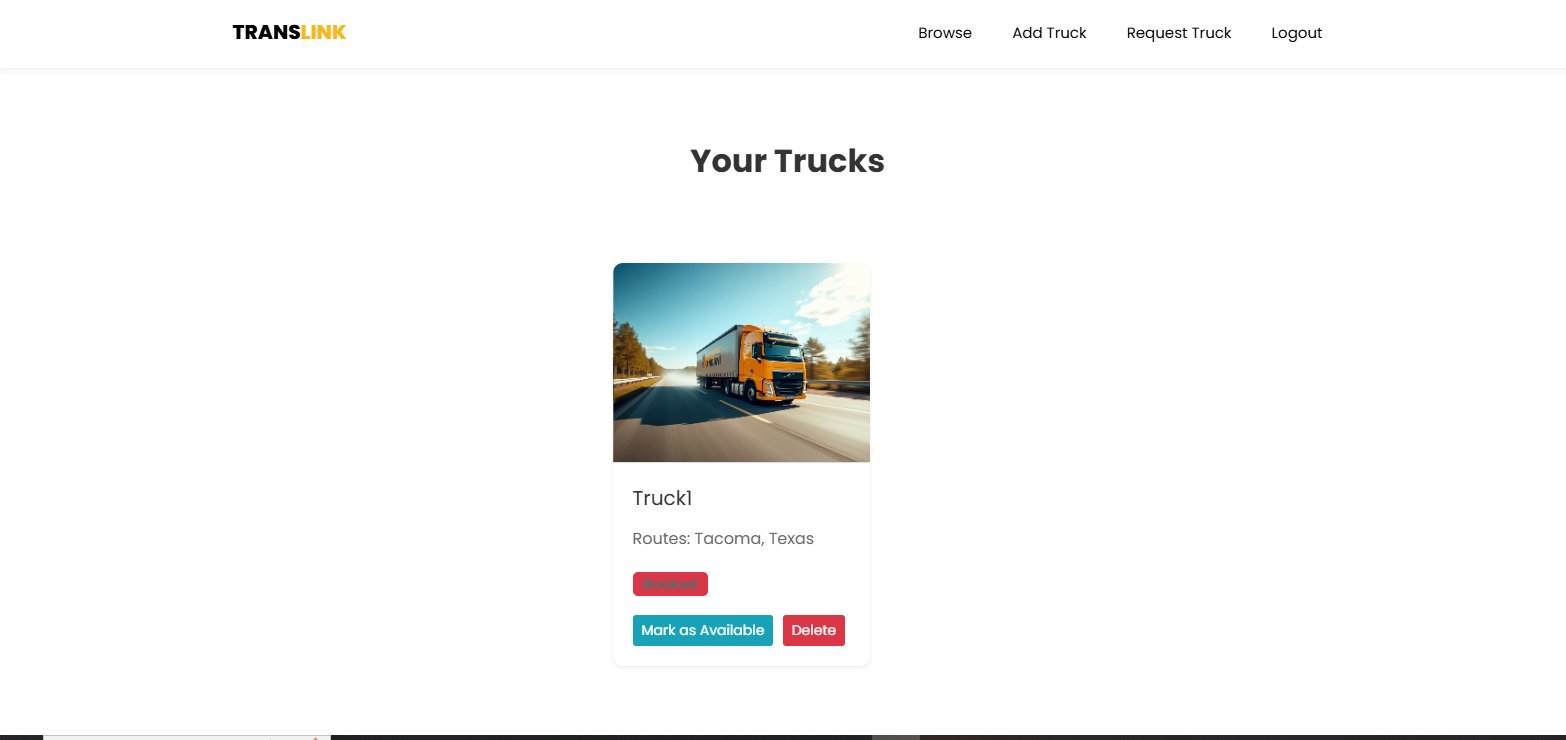 TRANSLINK
Browse
Add Truck
Request Truck
Logout
Your Trucks
Truck1
Routes: Tacoma, Texas
Booked
Mark as Available
Delete